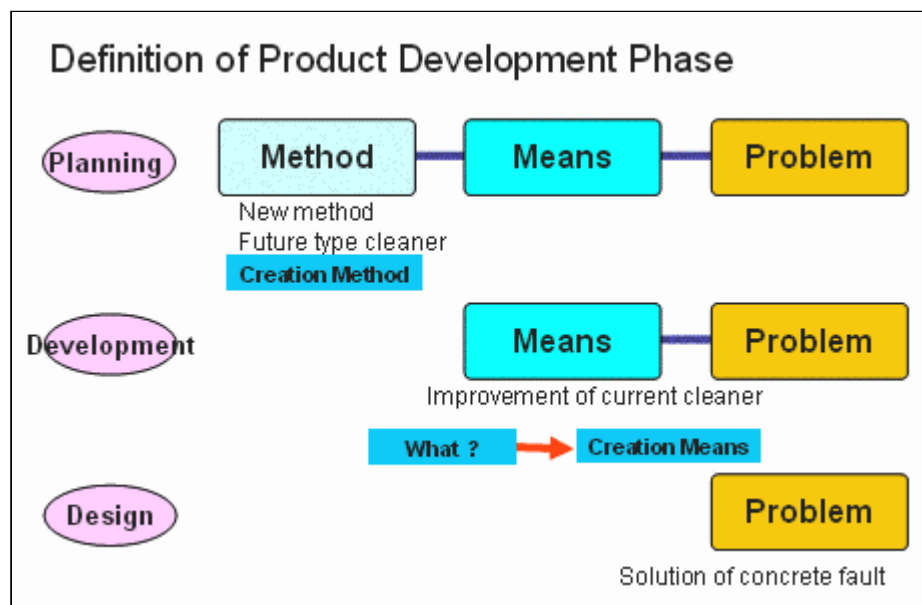 Definition of Product Development Phase
Planning
Method
Means
Problem
New method
Future type cleaner
Creation Method
Development
Means
Problem
Improvement of current cleaner
What ?
Creation Means
Design
Problem
Solution of concrete fault